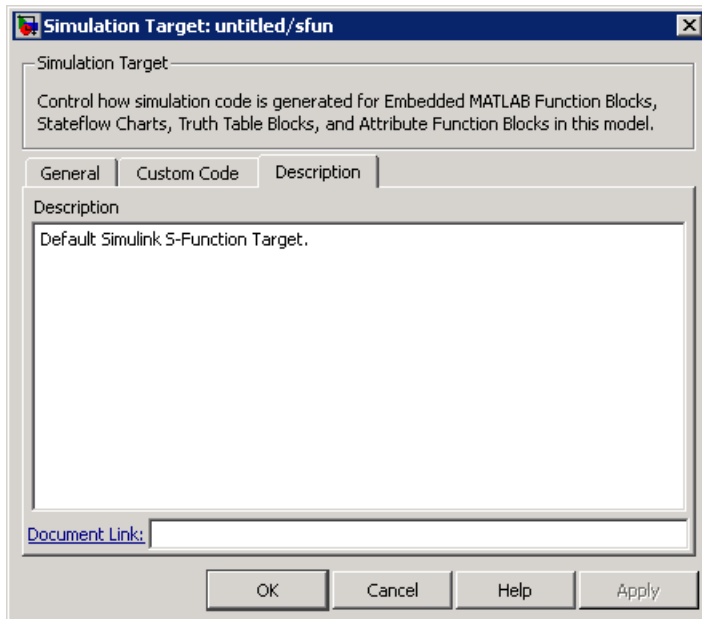 Simulation Target: untitled/sfun
Simulation Target
Control how simulation code is generated for Embedded MATLAB Function Blocks,
Stateflow Charts, Truth Table Blocks, and Attribute Function Blocks in this model.
General Custom Code Description
Description
Default Simulink S-Function Target.
Document Link:
OK Cancel Help Apply